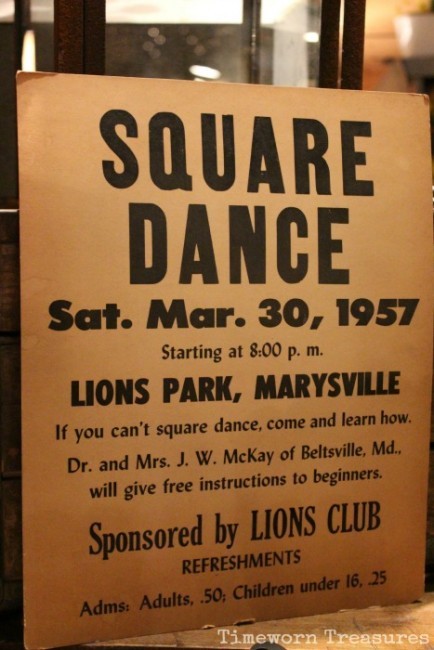 SQUARE
DANCE
Sat. Mar. 30, 1957
Starting at 8:00 p. m.
LIONS PARK, MARYSVILLE
If you can't square dance, come and learn how.
Dr. and Mrs. J. W. McKay of Beltsville, Md.,
will give free instructions to beginners.
Sponsored by LIONS CLUB
REFRESHMENTS
Adms: Adults, .50; Children under 16, .25
Timeworn Treasures